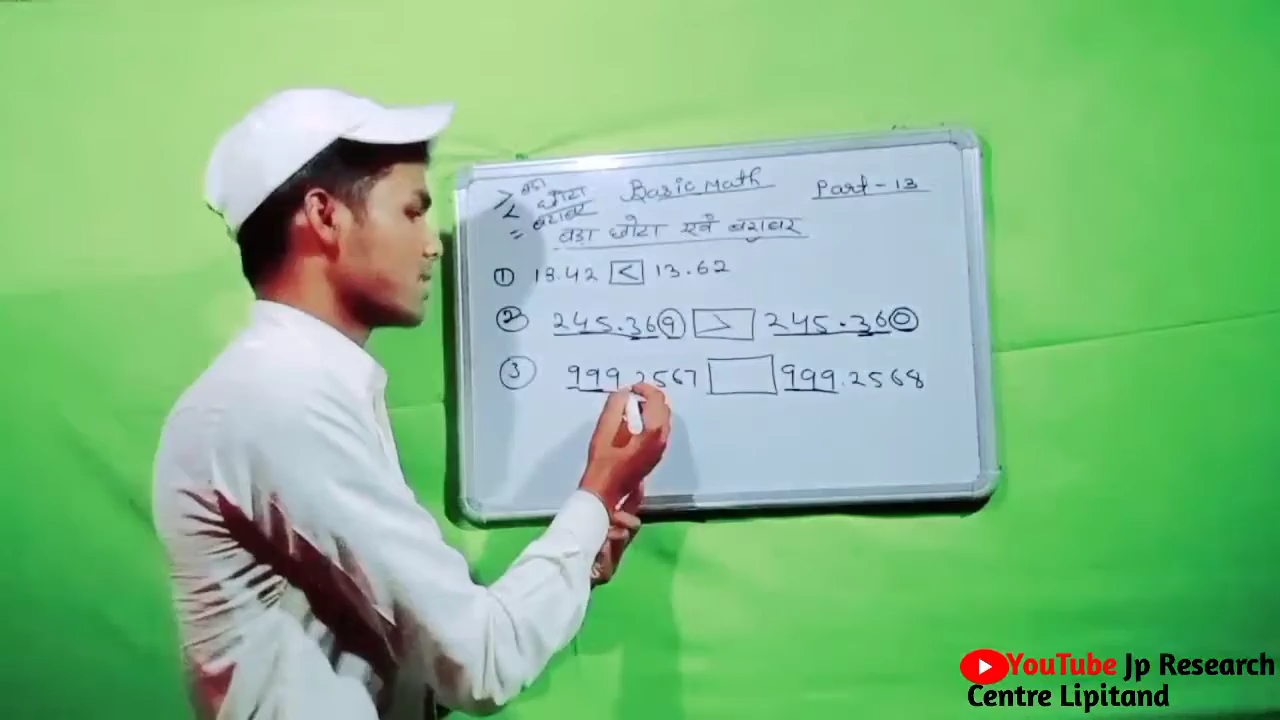 > बड़ा
< छोटा
= बराबर
Basic Math Part - 13
बड़ा छोटा एवं बराबर
① 13.42 < 13.62
② 245.369 > 245.360
③ 999.2567 999.2568
YouTube Jp Research
Centre Lipitand